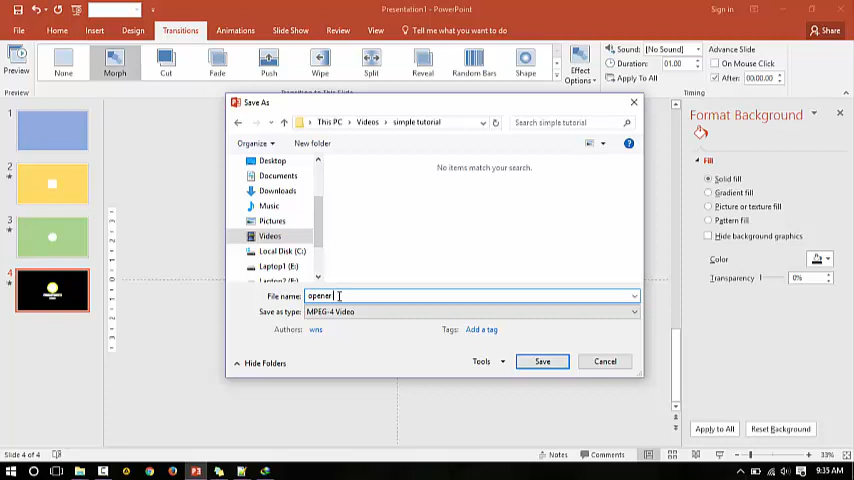 Presentation1 - PowerPoint
Sign in
File Home Insert Design Transitions Animations Slide Show Review View Tell me what you want to do Share
Preview None Morph Cut Fade Push Wipe Split Reveal Random Bars Shape Effect Options
Sound: [No Sound]
Duration: 01.00
Apply To All
Advance Slide
On Mouse Click
After: 00:00.00
Preview
Timing
1
2
3
4
Save As
This PC Videos simple tutorial
Search simple tutorial
Organize New folder
Desktop
Documents
Downloads
Music
Pictures
Videos
Local Disk (C:)
Laptop1 (E:)
No items match your search.
File name: opener
Save as type: MPEG-4 Video
Authors: wns
Tags: Add a tag
Hide Folders
Tools Save Cancel
Format Background
Fill
Solid fill
Gradient fill
Picture or texture fill
Pattern fill
Hide background graphics
Color
Transparency 0%
Apply to All Reset Background
Slide 4 of 4
Notes Comments 33%
9:35 AM